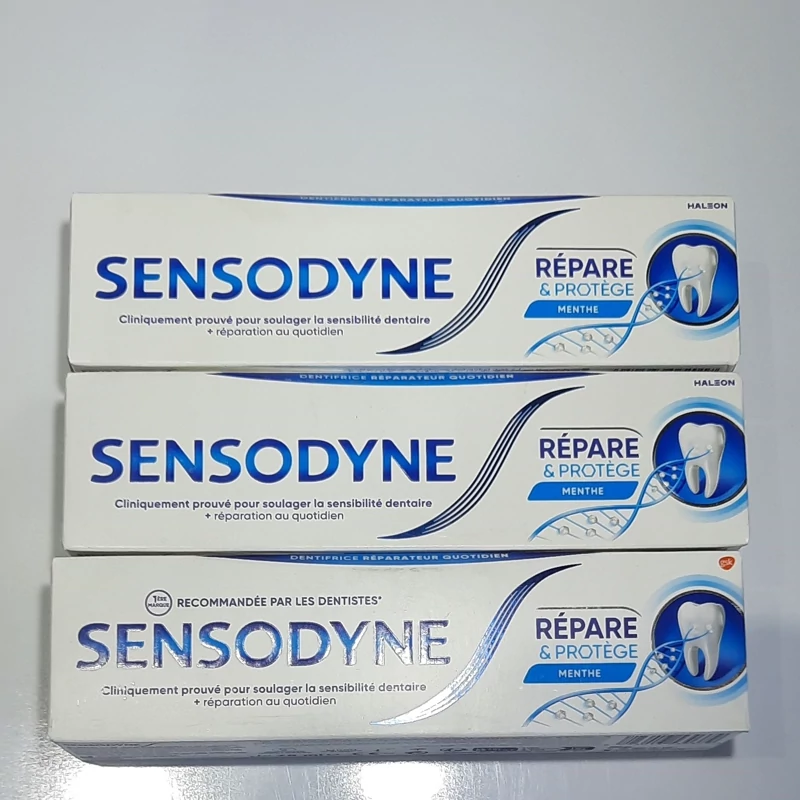 DENTIFRICE RÉPARATEUR QUOTIDIEN
HALEON
SENSODYNE
Cliniquement prouvé pour soulager la sensibilité dentaire
+ réparation au quotidien
RÉPARE
& PROTÈGE
MENTHE
DENTIFRICE RÉPARATEUR QUOTIDIEN
HALEON
SENSODYNE
Cliniquement prouvé pour soulager la sensibilité dentaire
+ réparation au quotidien
RÉPARE
& PROTÈGE
MENTHE
DENTIFRICE RÉPARATEUR QUOTIDIEN
gsk
1ÈRE
MARQUE
RECOMMANDÉE PAR LES DENTISTES*
SENSODYNE
Cliniquement prouvé pour soulager la sensibilité dentaire
+ réparation au quotidien
RÉPARE
& PROTÈGE
MENTHE